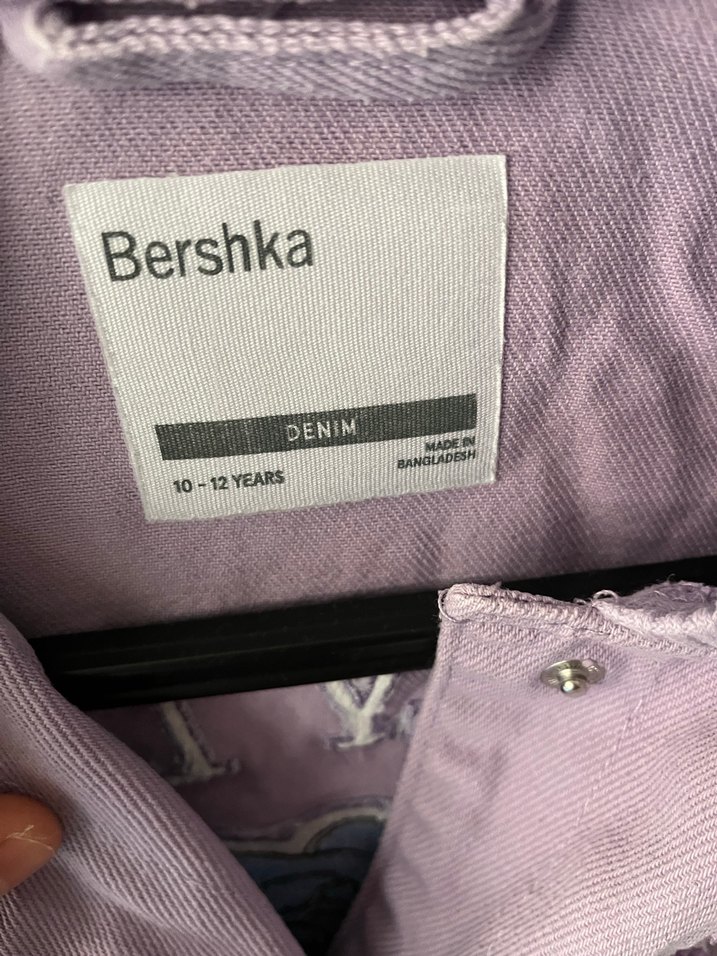 Bershka
DENIM
10 - 12 YEARS
MADE IN
BANGLADESH